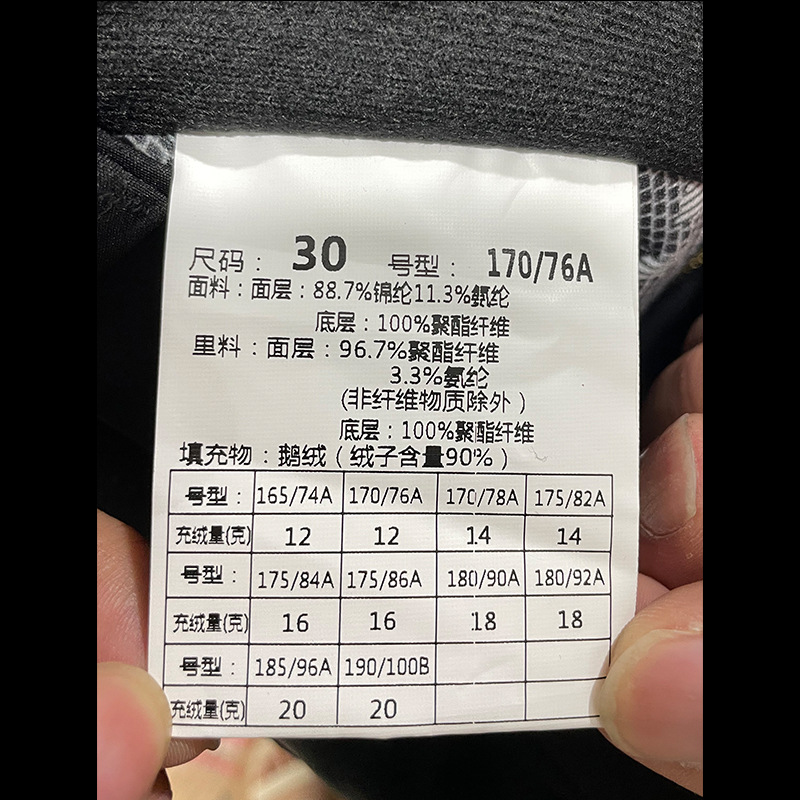 尺码： 30 号型： 170/76A
面料：面层：88.7%锦纶11.3%氨纶
底层：100%聚酯纤维
里料：面层：96.7%聚酯纤维
3.3%氨纶
(非纤维物质除外)
底层：100%聚酯纤维
填充物：鹅绒（绒子含量90%）
号型： 165/74A 170/76A 170/78A 175/82A
充绒量(克) 12 12 14 14
号型： 175/84A 175/86A 180/90A 180/92A
充绒量(克) 16 16 18 18
号型： 185/96A 190/100B
充绒量(克) 20 20